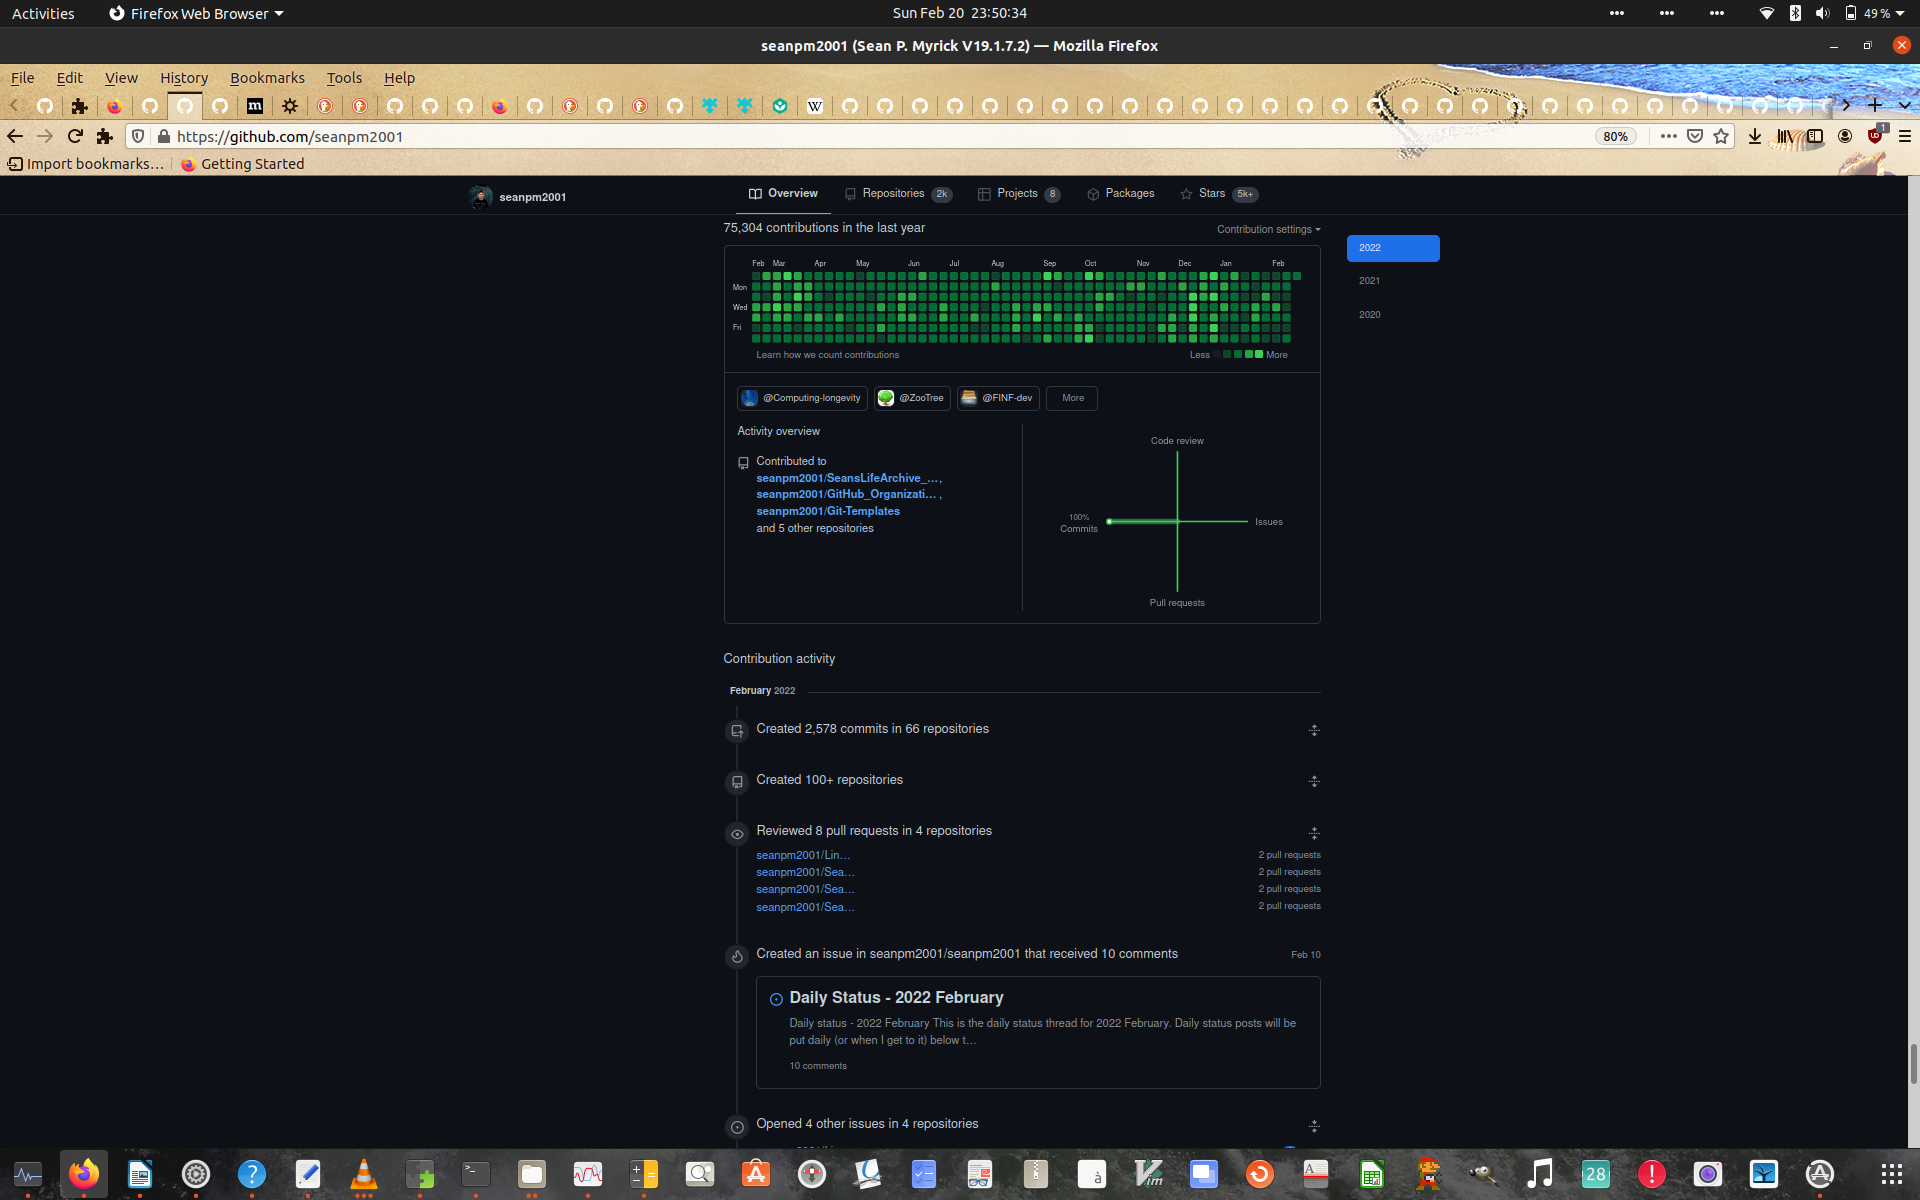 Activities
Firefox Web Browser
Sun Feb 20 23:50:34
49 %
seanpm2001 (Sean P. Myrick V19.1.7.2) — Mozilla Firefox
File Edit View History Bookmarks Tools Help
https://github.com/seanpm2001
80%
1
Import bookmarks... Getting Started
seanpm2001
Overview Repositories 2k Projects 8 Packages Stars 5k+
75,304 contributions in the last year
Contribution settings
2022
2021
2020
Feb Mar Apr May Jun Jul Aug Sep Oct Nov Dec Jan Feb
Mon
Wed
Fri
Learn how we count contributions
Less More
@Computing-longevity @ZooTree @FINF-dev More
Activity overview
Contributed to
seanpm2001/SeansLifeArchive_...,
seanpm2001/GitHub_Organizati... ,
seanpm2001/Git-Templates
and 5 other repositories
Code review
100%
Commits
Issues
Pull requests
Contribution activity
February 2022
Created 2,578 commits in 66 repositories
Created 100+ repositories
Reviewed 8 pull requests in 4 repositories
seanpm2001/Lin... 2 pull requests
seanpm2001/Sea... 2 pull requests
seanpm2001/Sea... 2 pull requests
seanpm2001/Sea... 2 pull requests
Created an issue in seanpm2001/seanpm2001 that received 10 comments Feb 10
Daily Status - 2022 February
Daily status - 2022 February This is the daily status thread for 2022 February. Daily status posts will be
put daily (or when I get to it) below t...
10 comments
Opened 4 other issues in 4 repositories
28